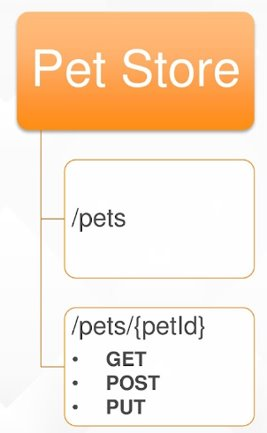 Pet Store
/pets
/pets/{petId}
• GET
• POST
• PUT